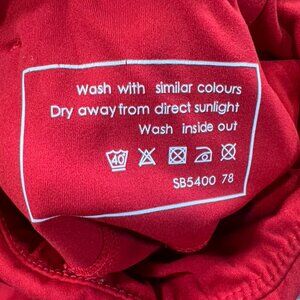 Wash with similar colours
Dry away from direct sunlight
Wash inside out
40
SB5400 78